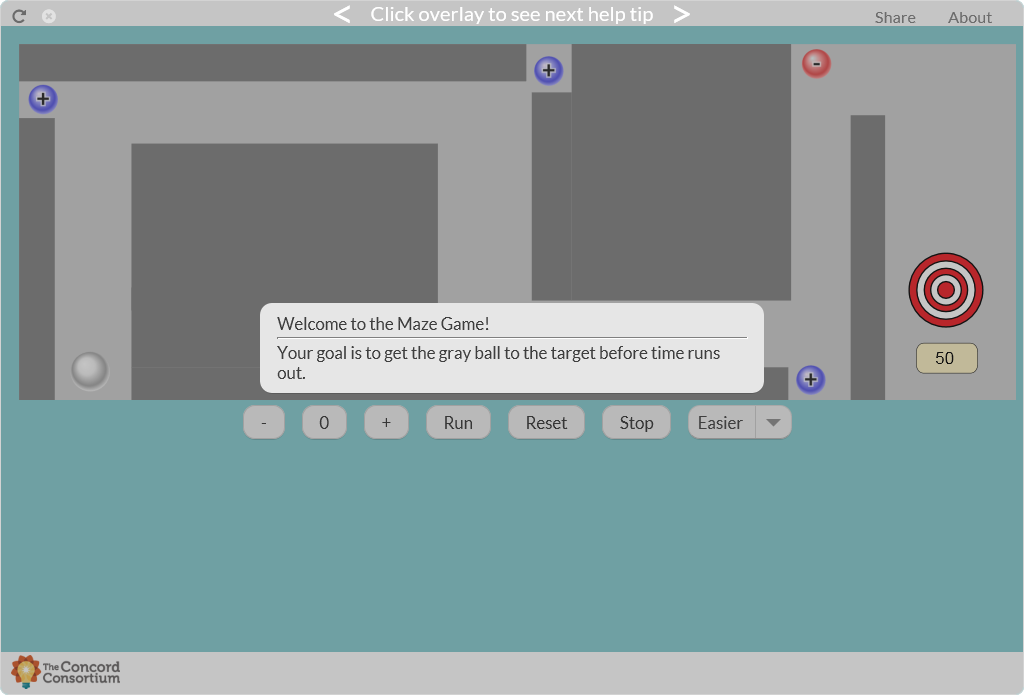 < Click overlay to see next help tip >
Share About
+
+
-
Welcome to the Maze Game!
Your goal is to get the gray ball to the target before time runs
out.
50
+
- 0 + Run Reset Stop Easier
The Concord
Consortium